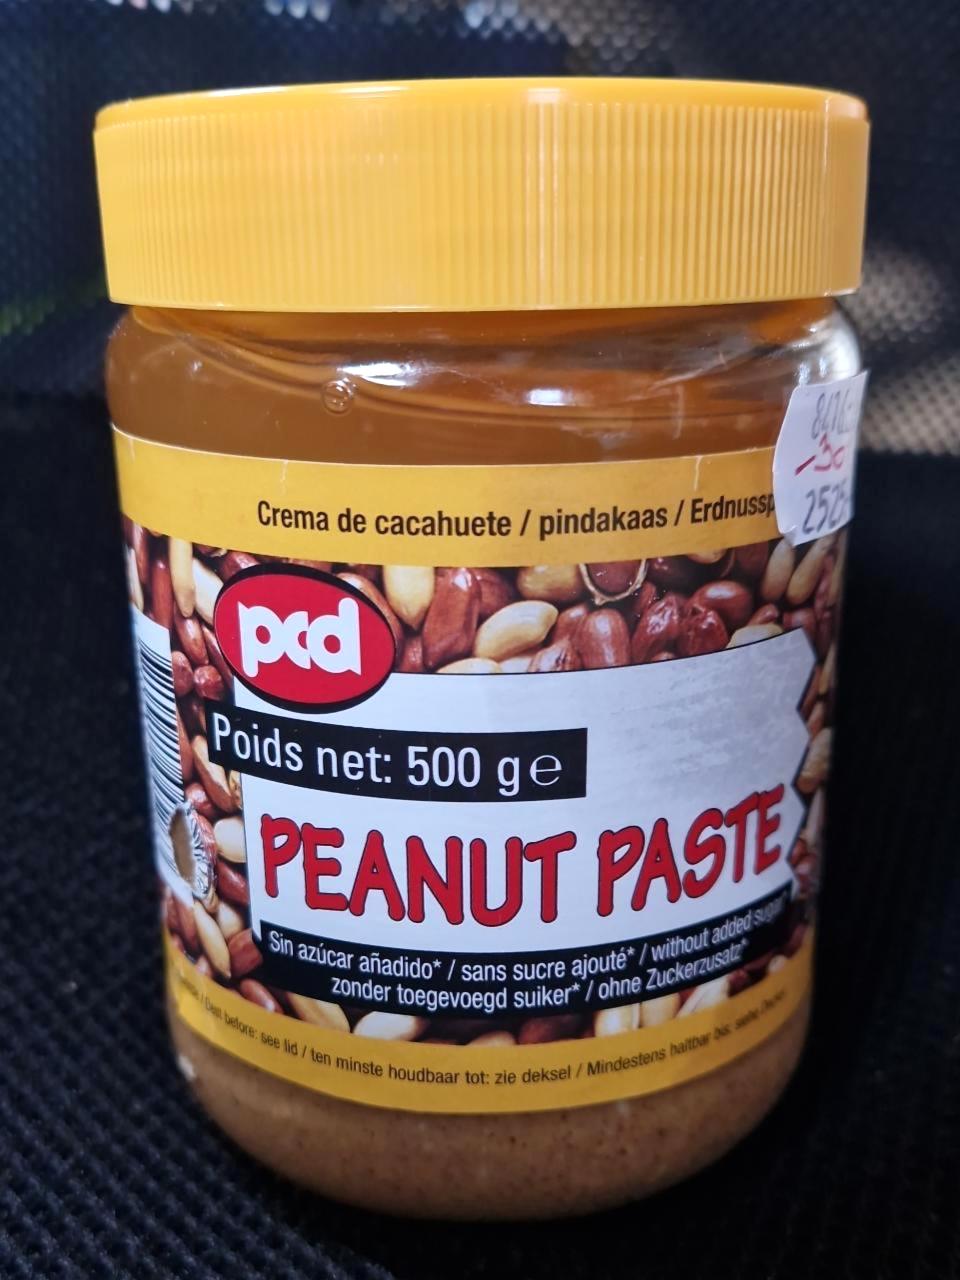 Crema de cacahuete / pindakaas / Erdnussp
pcd
Poids net: 500 g e
PEANUT PASTE
Sin azúcar añadido* / sans sucre ajouté* / without added sugar*
zonder toegevoegd suiker* / ohne Zuckerzusatz*
/ Best before: see lid / ten minste houdbaar tot: zie deksel / Mindestens haltbar bis: siehe Deckel
-30